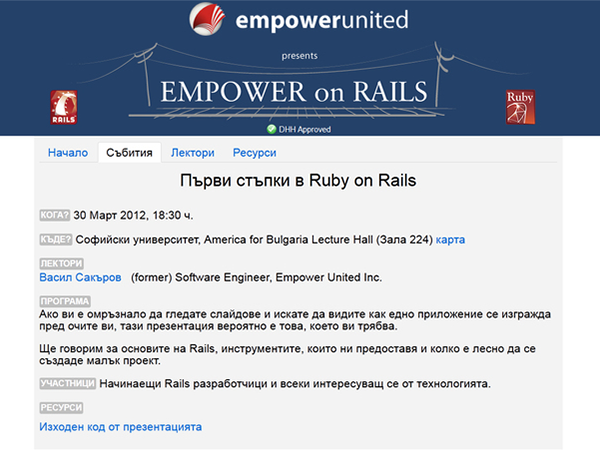 empowerunited
presents
EMPOWER on RAILS
RAILS
Ruby
DHH Approved
Начало Събития Лектори Ресурси
Първи стъпки в Ruby on Rails
КОГА? 30 Март 2012, 18:30 ч.
КЪДЕ? Софийски университет, America for Bulgaria Lecture Hall (Зала 224) карта
ЛЕКТОРИ
Васил Сакъров (former) Software Engineer, Empower United Inc.
ПРОГРАМА
Ако ви е омръзнало да гледате слайдове и искате да видите как едно приложение се изгражда
пред очите ви, тази презентация вероятно е това, което ви трябва.
Ще говорим за основите на Rails, инструментите, които ни предоставя и колко е лесно да се
създаде малък проект.
УЧАСТНИЦИ Начинаещи Rails разработчици и всеки интересуващ се от технологията.
РЕСУРСИ
Изходен код от презентацията